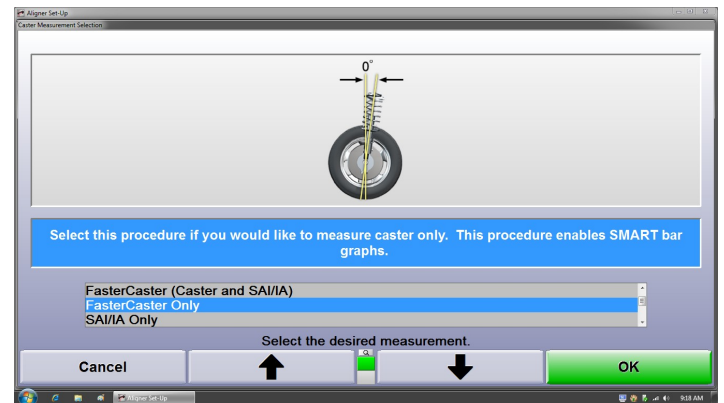 Aligner Set-Up
Caster Measurement Selection
0°
Select this procedure if you would like to measure caster only. This procedure enables SMART bar
graphs.
FasterCaster (Caster and SAI/IA)
FasterCaster Only
SAI/IA Only
Select the desired measurement.
Cancel
OK
Aligner Set-Up
9:18 AM